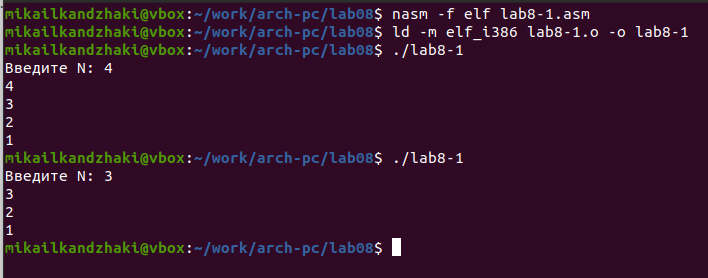 mikailkandzhaki@vbox:~/work/arch-pc/lab08$ nasm -f elf lab8-1.asm
mikailkandzhaki@vbox:~/work/arch-pc/lab08$ ld -m elf_i386 lab8-1.o -o lab8-1
mikailkandzhaki@vbox:~/work/arch-pc/lab08$ ./lab8-1
Введите N: 4
4
3
2
1
mikailkandzhaki@vbox:~/work/arch-pc/lab08$ ./lab8-1
Введите N: 3
3
2
1
mikailkandzhaki@vbox:~/work/arch-pc/lab08$